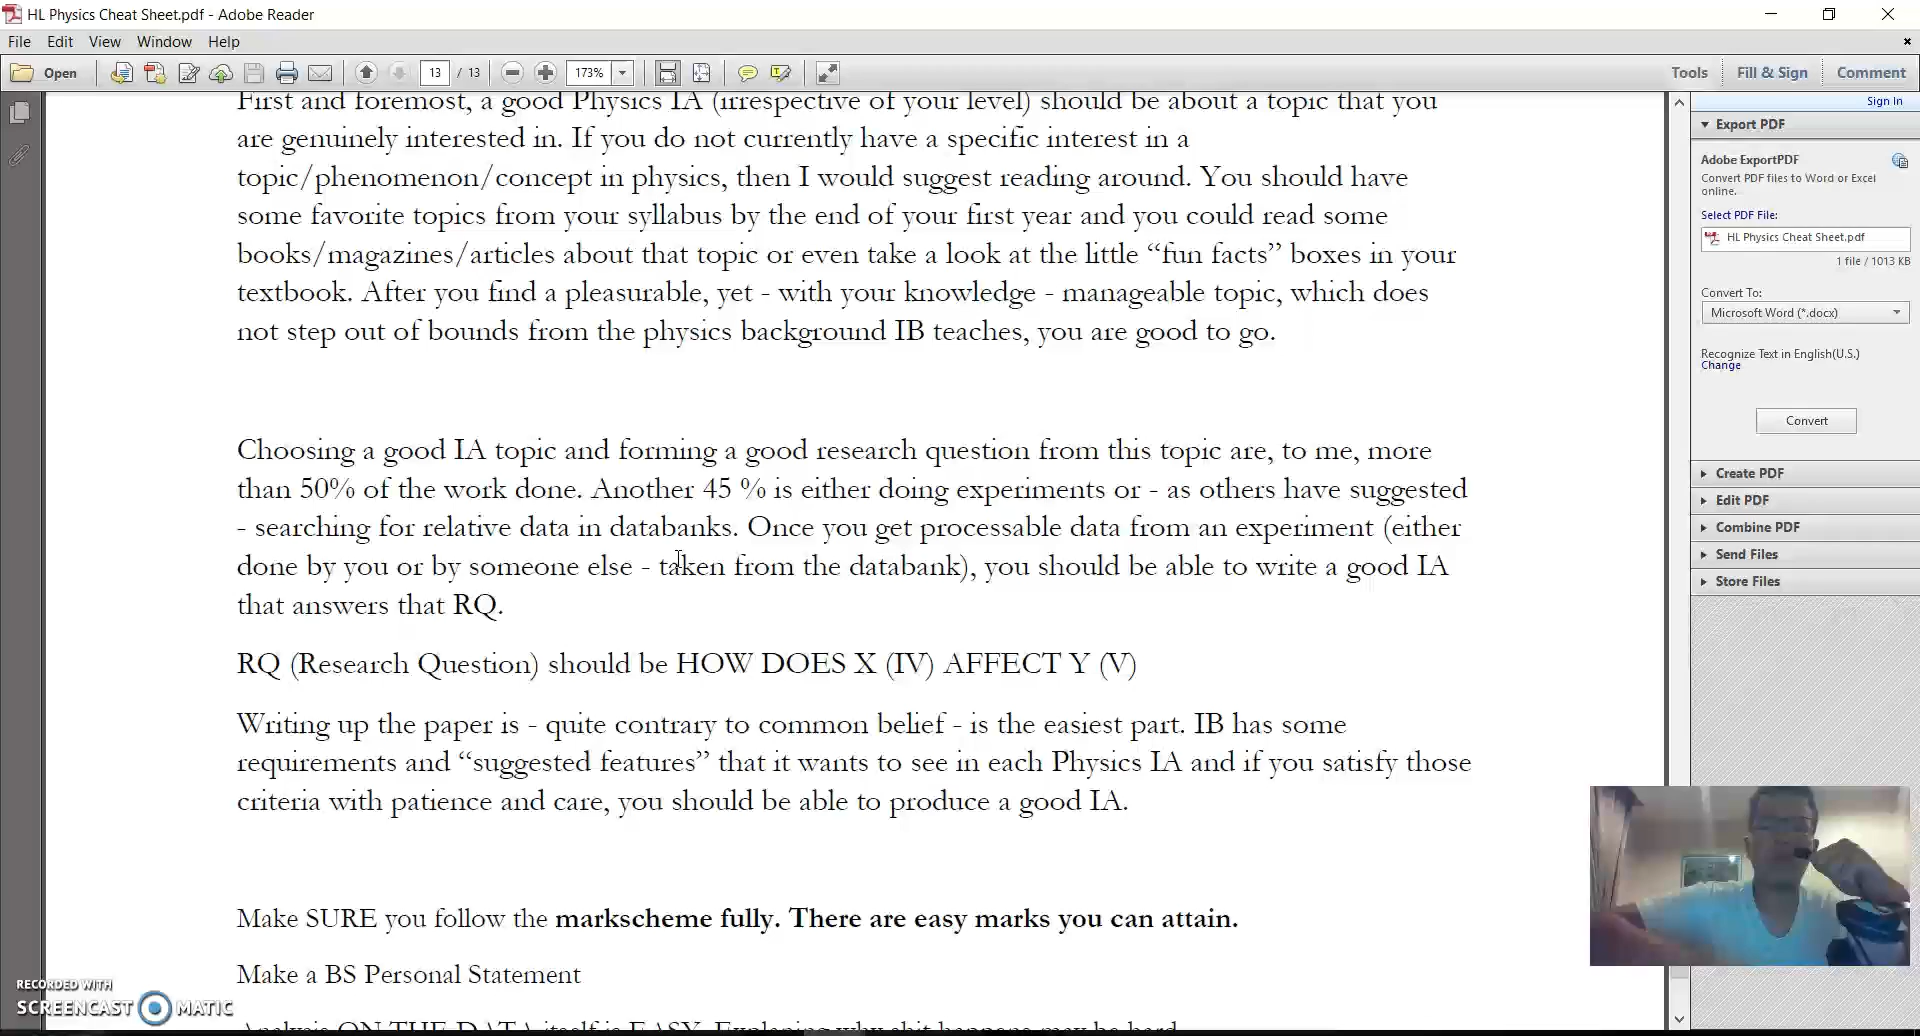 HL Physics Cheat Sheet.pdf - Adobe Reader
File Edit View Window Help
Open 13 / 13 173% Tools Fill & Sign Comment
Sign In
First and foremost, a good Physics IA (irrespective of your level) should be about a topic that you
are genuinely interested in. If you do not currently have a specific interest in a
topic/phenomenon/concept in physics, then I would suggest reading around. You should have
some favorite topics from your syllabus by the end of your first year and you could read some
books/magazines/articles about that topic or even take a look at the little “fun facts” boxes in your
textbook. After you find a pleasurable, yet - with your knowledge - manageable topic, which does
not step out of bounds from the physics background IB teaches, you are good to go.
Choosing a good IA topic and forming a good research question from this topic are, to me, more
than 50% of the work done. Another 45 % is either doing experiments or - as others have suggested
- searching for relative data in databanks. Once you get processable data from an experiment (either
done by you or by someone else - taken from the databank), you should be able to write a good IA
that answers that RQ.
RQ (Research Question) should be HOW DOES X (IV) AFFECT Y (V)
Writing up the paper is - quite contrary to common belief - is the easiest part. IB has some
requirements and “suggested features” that it wants to see in each Physics IA and if you satisfy those
criteria with patience and care, you should be able to produce a good IA.
Make SURE you follow the markscheme fully. There are easy marks you can attain.
Make a BS Personal Statement
Analysis ON THE DATA itself is EASY. Explaining why shit happens may be hard
Export PDF
Adobe ExportPDF
Convert PDF files to Word or Excel
online.
Select PDF File:
HL Physics Cheat Sheet.pdf
1 file / 1013 KB
Convert To:
Microsoft Word (*.docx)
Recognize Text in English(U.S.)
Change
Convert
Create PDF
Edit PDF
Combine PDF
Send Files
Store Files
RECORDED WITH
SCREENCAST MATIC